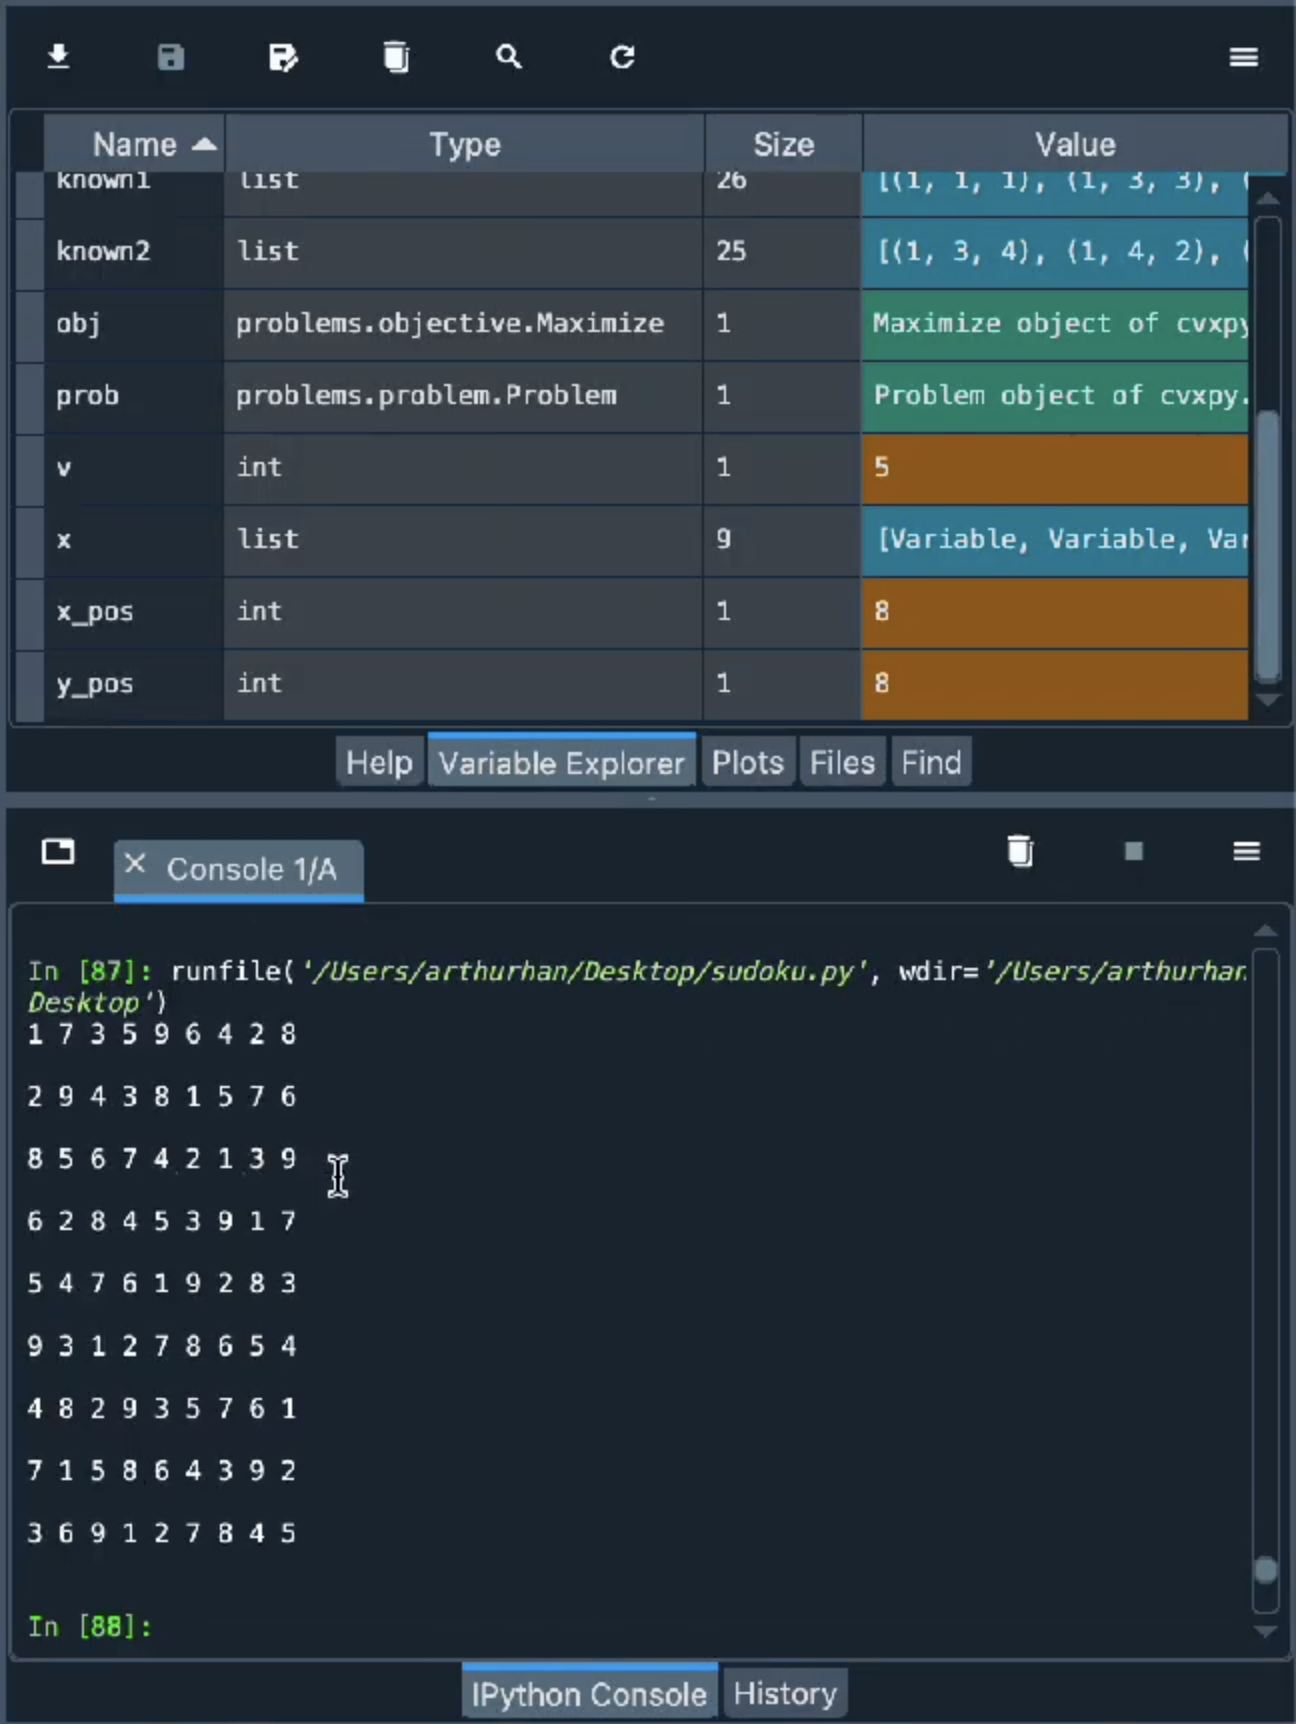 Name Type Size Value
known1 list 26 [(1, 1, 1), (1, 3, 3), (
known2 list 25 [(1, 3, 4), (1, 4, 2), (
obj problems.objective.Maximize 1 Maximize object of cvxpy
prob problems.problem.Problem 1 Problem object of cvxpy.
v int 1 5
x list 9 [Variable, Variable, Var
x_pos int 1 8
y_pos int 1 8
Help Variable Explorer Plots Files Find
Console 1/A
In [87]: runfile('/Users/arthurhan/Desktop/sudoku.py', wdir='/Users/arthurhan
Desktop')
1 7 3 5 9 6 4 2 8
2 9 4 3 8 1 5 7 6
8 5 6 7 4 2 1 3 9
6 2 8 4 5 3 9 1 7
5 4 7 6 1 9 2 8 3
9 3 1 2 7 8 6 5 4
4 8 2 9 3 5 7 6 1
7 1 5 8 6 4 3 9 2
3 6 9 1 2 7 8 4 5
In [88]:
IPython Console History